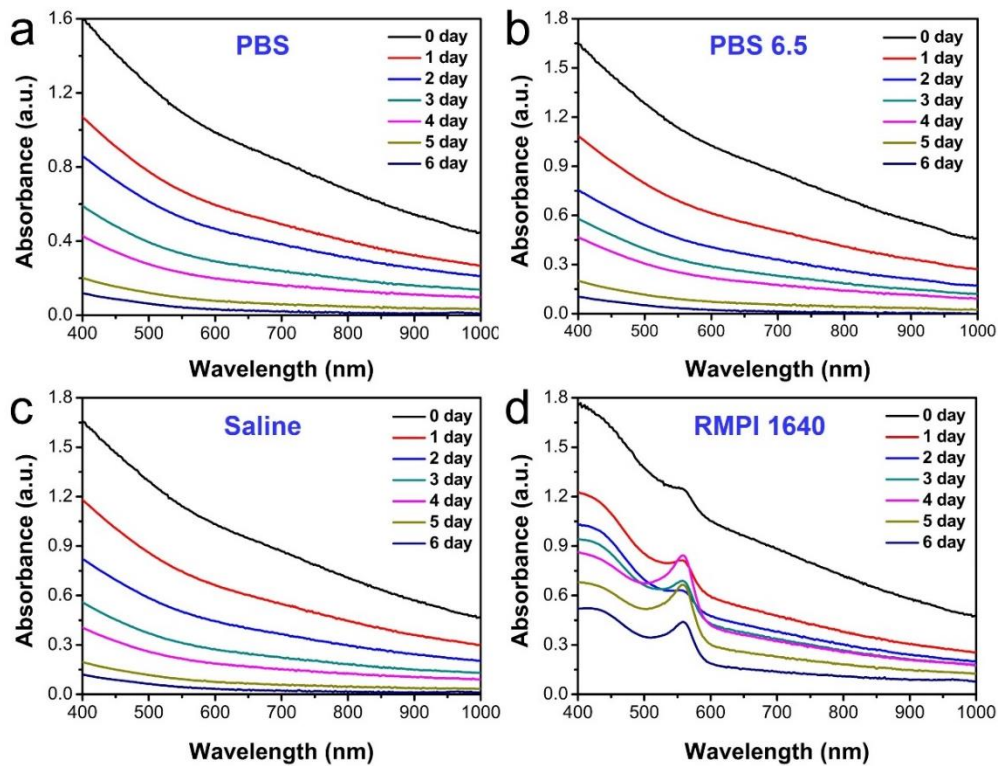 a
PBS
0 day
1 day
2 day
3 day
4 day
5 day
6 day
1.6
1.2
0.8
0.4
0.0
Absorbance (a.u.)
400 500 600 700 800 900 1000
Wavelength (nm)
b
PBS 6.5
0 day
1 day
2 day
3 day
4 day
5 day
6 day
1.8
1.5
1.2
0.9
0.6
0.3
0.0
Absorbance (a.u.)
400 500 600 700 800 900 1000
Wavelength (nm)
c
Saline
0 day
1 day
2 day
3 day
4 day
5 day
6 day
1.8
1.5
1.2
0.9
0.6
0.3
0.0
Absorbance (a.u.)
400 500 600 700 800 900 1000
Wavelength (nm)
d
RMPI 1640
0 day
1 day
2 day
3 day
4 day
5 day
6 day
1.8
1.5
1.2
0.9
0.6
0.3
0.0
Absorbance (a.u.)
400 500 600 700 800 900 1000
Wavelength (nm)